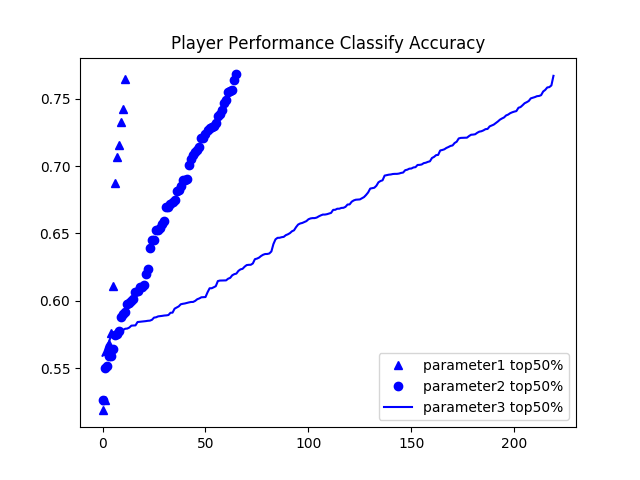 Player Performance Classify Accuracy
0.75
0.70
0.65
0.60
0.55
0
50
100
150
200
parameter1 top50%
parameter2 top50%
parameter3 top50%